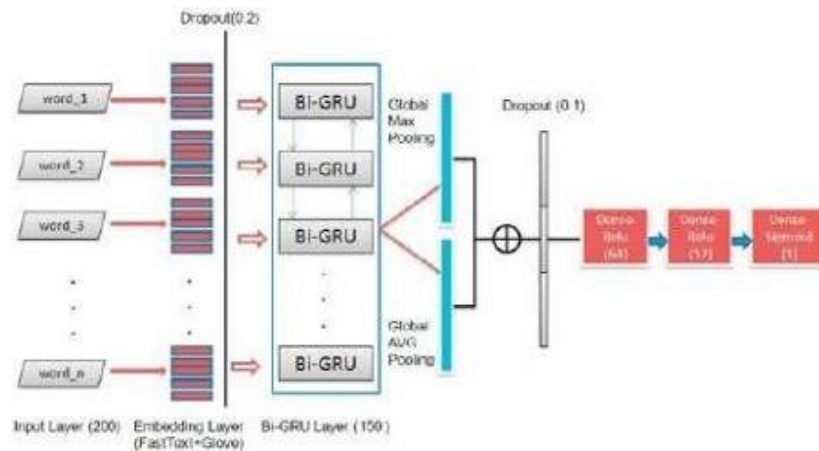 Dropout(0.2)
word_1
word_2
word_3
word_n
Bi-GRU
Bi-GRU
Bi-GRU
Bi-GRU
Global
Max
Pooling
Global
AVG
Pooling
Dropout (0.1)
Dense
Relu
(64)
Dense
Relu
Dense
Sigmoid
(1)
Input Layer (200)
Embedding Layer
(FastText+Glove)
Bi-GRU Layer (150)